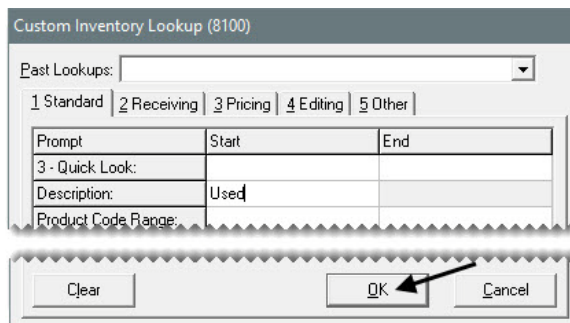 Custom Inventory Lookup (8100)
Past Lookups:
1 Standard 2 Receiving 3 Pricing 4 Editing 5 Other
Prompt Start End
3 - Quick Look:
Description: Used
Product Code Range:
Clear OK Cancel